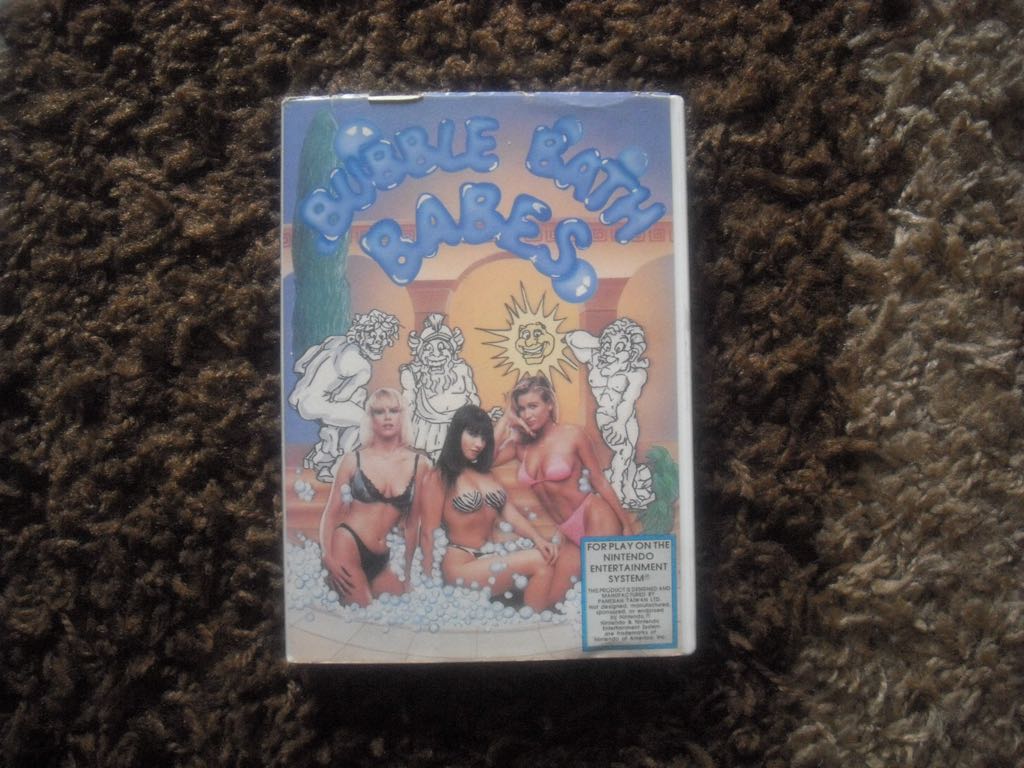 BUBBLE BATH
BABES
FOR PLAY ON THE
NINTENDO
ENTERTAINMENT
SYSTEM®
THIS PRODUCT IS DESIGNED AND
MANUFACTURED BY
PANESIAN TAIWAN LTD.
Not designed, manufactured,
sponsored, or endorsed
by Nintendo.
Nintendo & Nintendo
Entertainment System
are trademarks of
Nintendo of America, Inc.